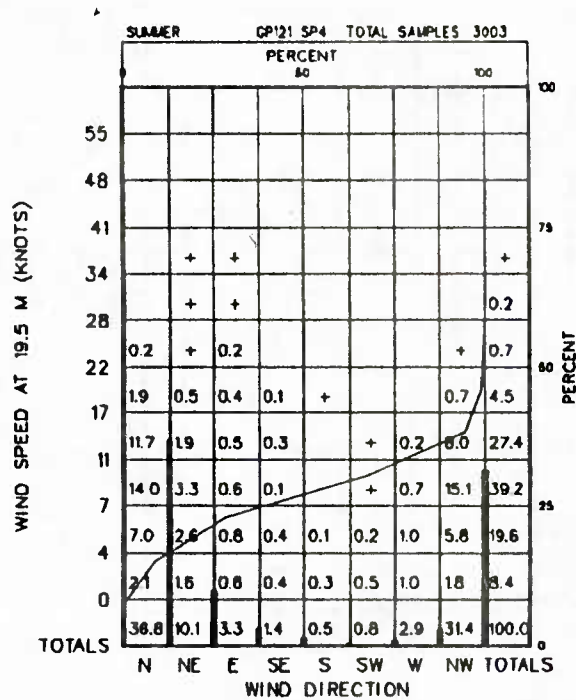 SUMMER GP121 SP4 TOTAL SAMPLES 3003
PERCENT
0 50 100
100
55
48
41 75
+ + +
34
+ + 0.2
28
0.2 + 0.2 + 0.7
22 50
1.9 0.5 0.4 0.1 + 0.7 4.5
17
11.7 1.9 0.5 0.3 + 0.2 8.0 27.4
11
14.0 3.3 0.6 0.1 + 0.7 15.1 39.2
7 25
7.0 2.6 0.8 0.4 0.1 0.2 1.0 5.8 19.6
4
2.1 1.6 0.6 0.4 0.3 0.5 1.0 1.8 8.4
0
36.8 10.1 3.3 1.4 0.5 0.8 2.9 31.4 100.0
TOTALS 0
N NE E SE S SW W NW TOTALS
WIND DIRECTION
WIND SPEED AT 19.5 M (KNOTS)
PERCENT